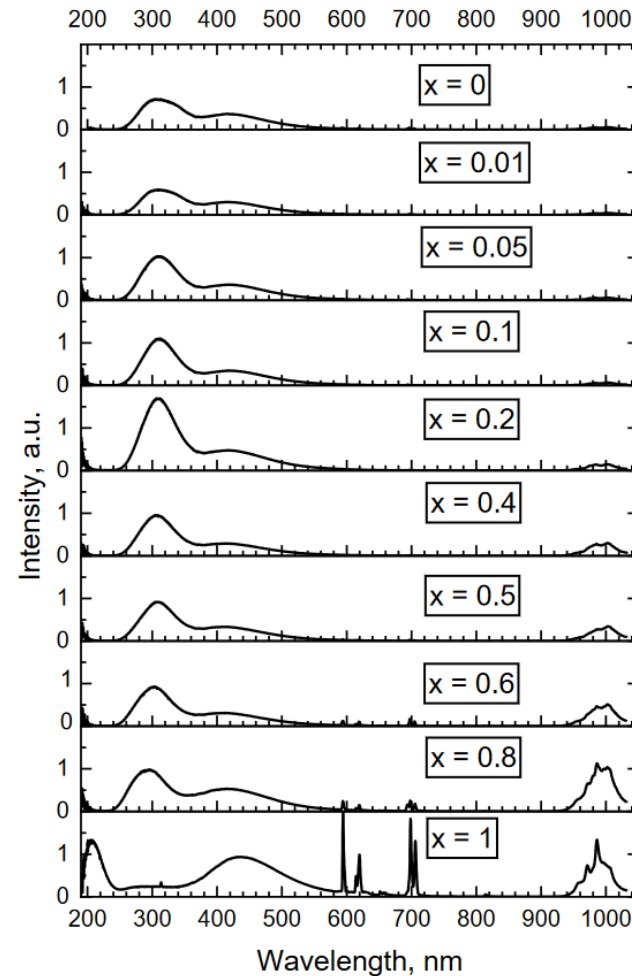 200 300 400 500 600 700 800 900 1000
1
0
x = 0
1
0
x = 0.01
1
0
x = 0.05
1
0
x = 0.1
1
0
x = 0.2
1
0
x = 0.4
1
0
x = 0.5
1
0
x = 0.6
1
0
x = 0.8
1
0
x = 1
200 300 400 500 600 700 800 900 1000
Intensity, a.u.
Wavelength, nm